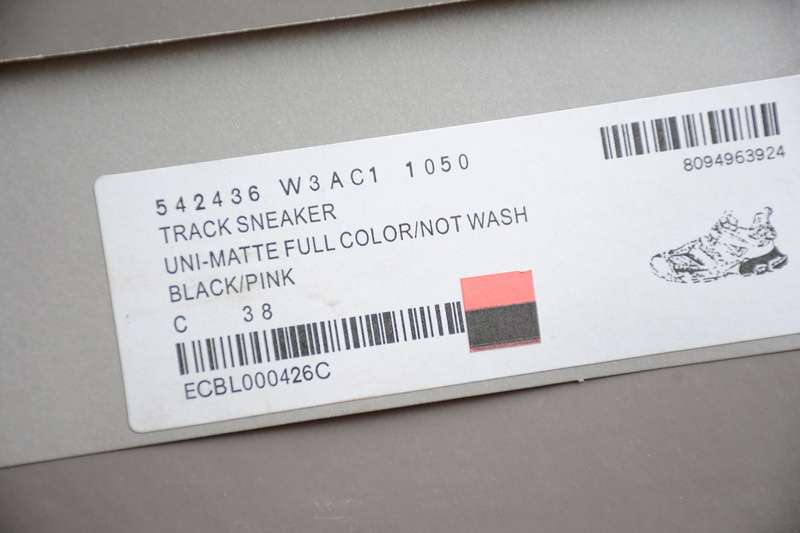 542436 W3AC1 1050
TRACK SNEAKER
UNI-MATTE FULL COLOR/NOT WASH
BLACK/PINK
C 38
ECBL000426C
8094963924